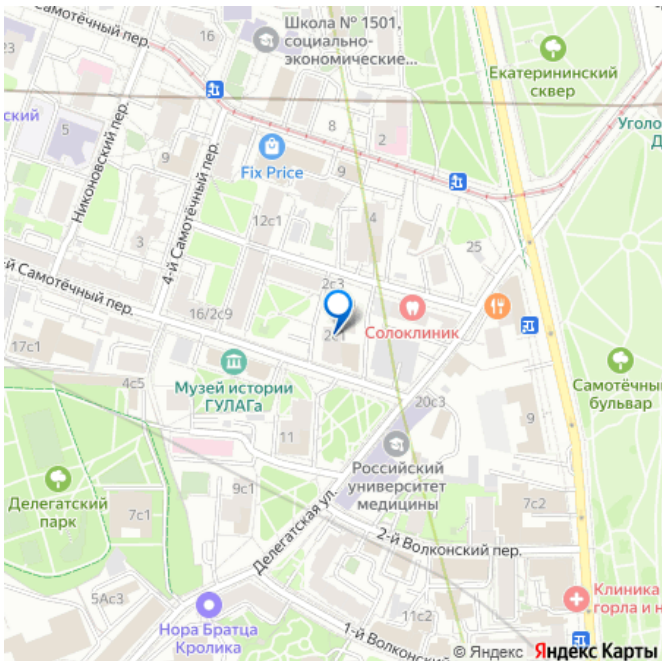 Самотёчный пер.
16
Школа № 1501,
социально-
экономические...
Екатерининский
сквер
ский
5
Никоновский пер.
9
4-й Самотёчный пер.
8
2
Уголо
Д
Fix Price
9
12с1
4
25
3
2с3
й Самотёчный пер.
16/2с9
2с1
Солоклиник
17с1
Музей истории
ГУЛАГа
4с5
Самотёчный
бульвар
20с3
9
11
Российский
университет
медицины
Делегатский
парк
7с1
9с1
Делегатская ул.
7с2
2-й Волконский пер.
5Ас3
Нора Братца
Кролика
11с2
1-й Волконский
Клиника
горла и н
© Яндекс Яндекс Карты